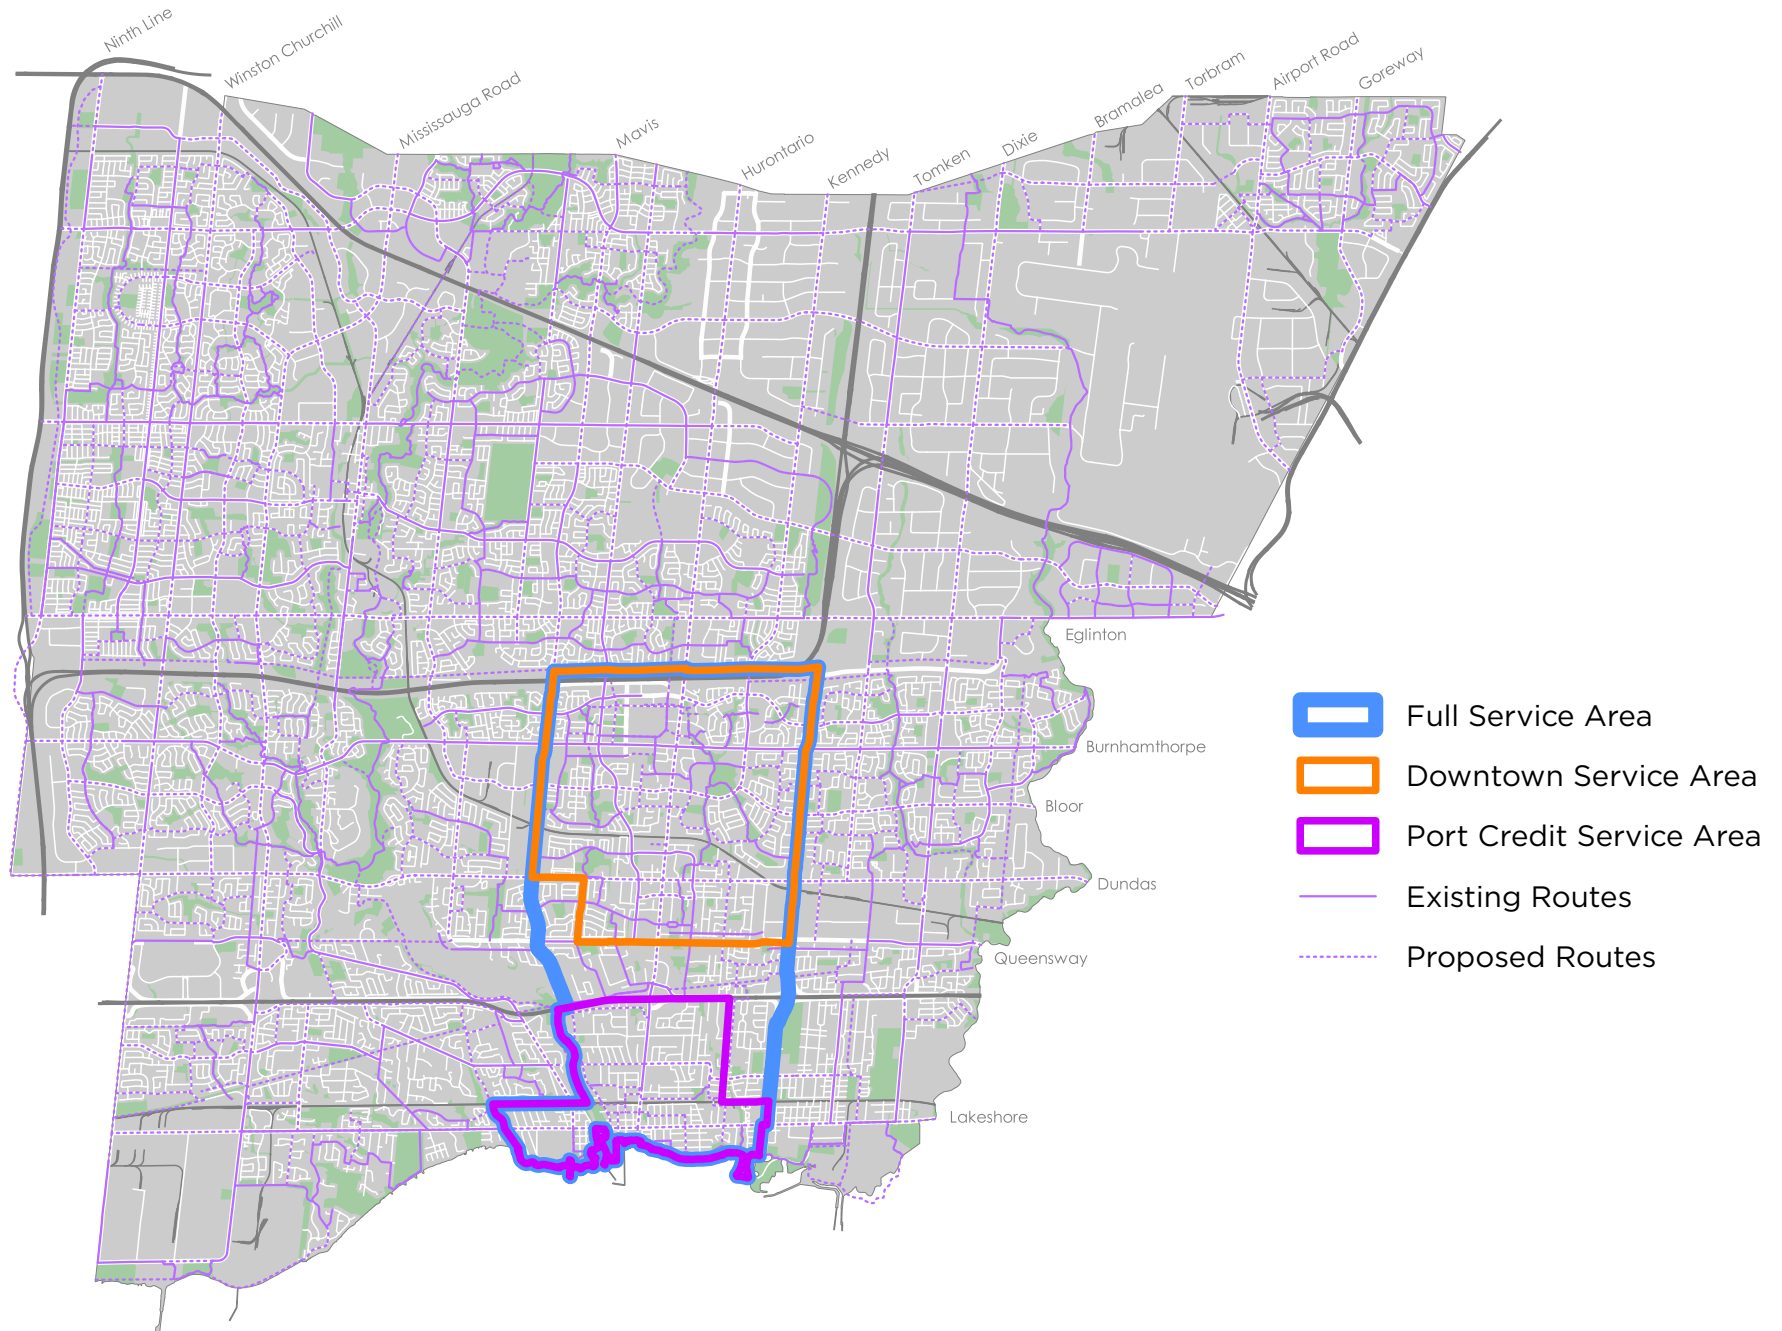 Ninth Line
Winston Churchill
Mississauga Road
Mavis
Hurontario
Kennedy
Tomken
Dixie
Bramalea
Torbram
Airport Road
Goreway
Eglinton
Burnhamthorpe
Bloor
Dundas
Queensway
Lakeshore
Full Service Area
Downtown Service Area
Port Credit Service Area
Existing Routes
Proposed Routes